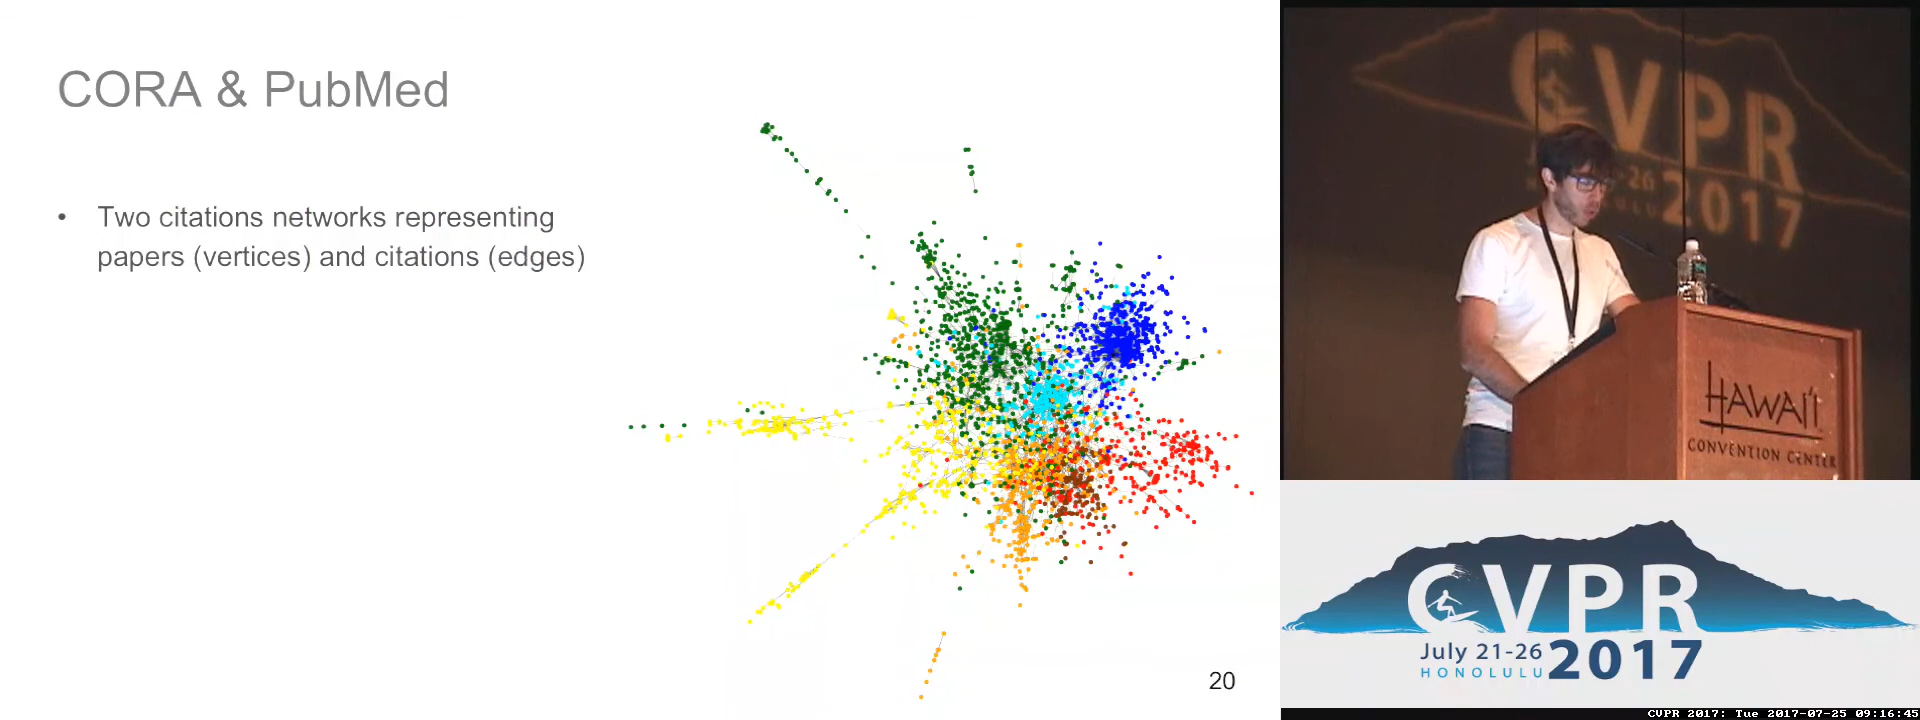 CORA & PubMed
• Two citations networks representing
papers (vertices) and citations (edges)
20
CVPR
2017
HAWAI'I
CONVENTION CENTER
CVPR
July 21-26
HONOLULU
2017
CVPR 2017: Tue 2017-07-25 09:16:45